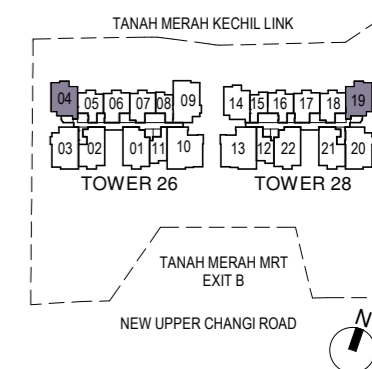 TANAH MERAH KECHIL LINK
04 05 06 07 08 09 14 15 16 17 18 19
03 02 01 11 10 13 12 22 21 20
TOWER 26 TOWER 28
TANAH MERAH MRT
EXIT B
NEW UPPER CHANGI ROAD
N